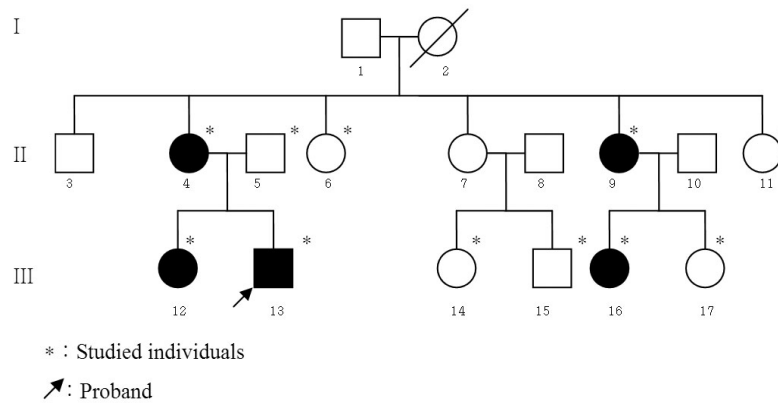 I
1 2
* * * *
II
3 4 5 6 7 8 9 10 11
* * * * * *
III
12 13 14 15 16 17
* : Studied individuals
: Proband